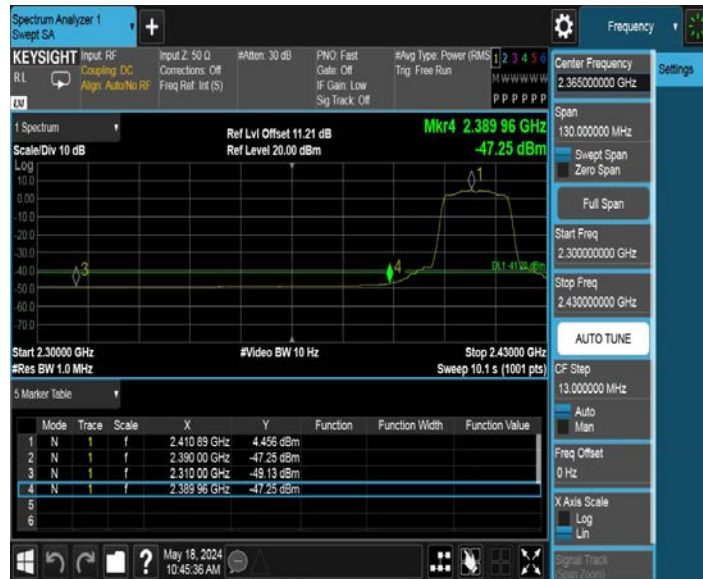 Spectrum Analyzer 1
Swept SA
+
Frequency
KEYSIGHT
RL
LXI
Input: RF
Coupling: DC
Align: Auto/No RF
Input Z: 50 Ω
Corrections: Off
Freq Ref: Int (S)
#Atten: 30 dB
PNO: Fast
Gate: Off
IF Gain: Low
Sig Track: Off
#Avg Type: Power (RMS
Trig: Free Run
1 2 3 4 5 6
M W W W W W
P P P P P P
1 Spectrum
Scale/Div 10 dB
Ref Lvl Offset 11.21 dB
Ref Level 20.00 dBm
Mkr4 2.389 96 GHz
-47.25 dBm
Log
10.0
0.00
-10.0
-20.0
-30.0
-40.0
-50.0
-60.0
-70.0
1
3
4
DL1 -41.20 dBm
Start 2.30000 GHz
#Video BW 10 Hz
Stop 2.43000 GHz
#Res BW 1.0 MHz
Sweep 10.1 s (1001 pts)
5 Marker Table
Mode Trace Scale X Y Function Function Width Function Value
1 N 1 f 2.410 89 GHz 4.456 dBm
2 N 1 f 2.390 00 GHz -47.25 dBm
3 N 1 f 2.310 00 GHz -49.13 dBm
4 N 1 f 2.389 96 GHz -47.25 dBm
5
6
?
May 18, 2024
10:45:36 AM
Center Frequency
2.365000000 GHz
Settings
Span
130.000000 MHz
Swept Span
Zero Span
Full Span
Start Freq
2.300000000 GHz
Stop Freq
2.430000000 GHz
AUTO TUNE
CF Step
13.000000 MHz
Auto
Man
Freq Offset
0 Hz
X Axis Scale
Log
Lin
Signal Track
(Span Zoom)